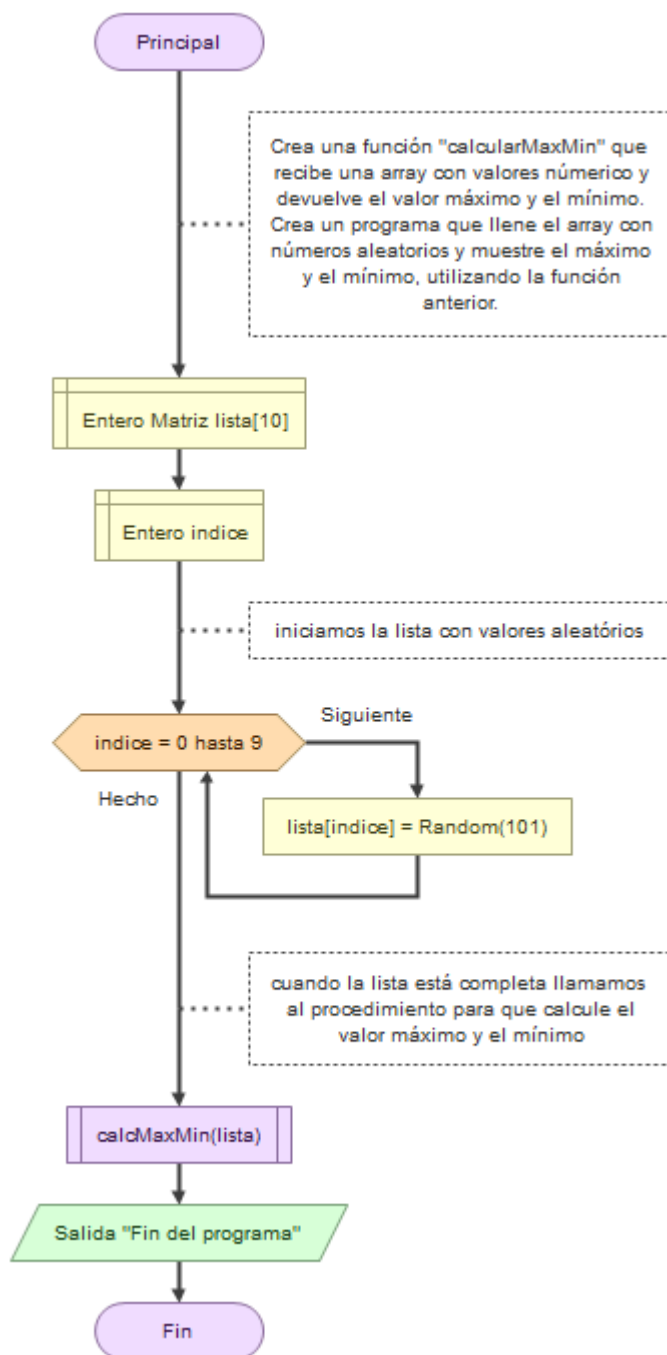 Principal
Crea una función "calcularMaxMin" que
recibe una array con valores númerico y
devuelve el valor máximo y el mínimo.
Crea un programa que llene el array con
números aleatorios y muestre el máximo
y el mínimo, utilizando la función
anterior.
Entero Matriz lista[10]
Entero indice
iniciamos la lista con valores aleatórios
indice = 0 hasta 9
Siguiente
Hecho
lista[indice] = Random(101)
cuando la lista está completa llamamos
al procedimiento para que calcule el
valor máximo y el mínimo
calcMaxMin(lista)
Salida "Fin del programa"
Fin